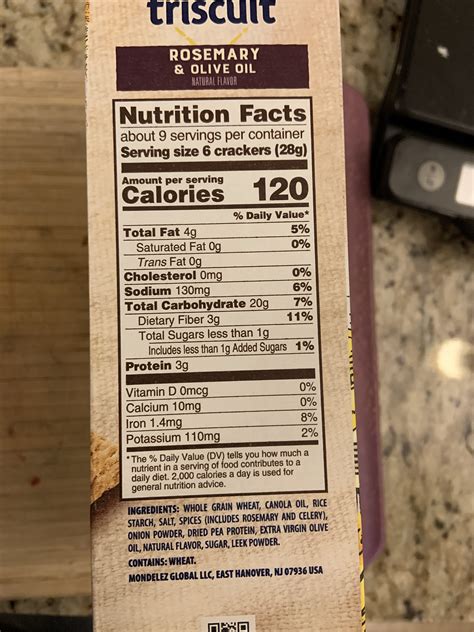 triscuit
ROSEMARY
& OLIVE OIL
NATURAL FLAVOR
Nutrition Facts
about 9 servings per container
Serving size 6 crackers (28g)
Amount per serving
Calories 120
% Daily Value*
Total Fat 4g 5%
Saturated Fat 0g 0%
Trans Fat 0g
Cholesterol 0mg 0%
Sodium 130mg 6%
Total Carbohydrate 20g 7%
Dietary Fiber 3g 11%
Total Sugars less than 1g
Includes less than 1g Added Sugars 1%
Protein 3g
Vitamin D 0mcg 0%
Calcium 10mg 0%
Iron 1.4mg 8%
Potassium 110mg 2%
* The % Daily Value (DV) tells you how much a
nutrient in a serving of food contributes to a
daily diet. 2,000 calories a day is used for
general nutrition advice.
INGREDIENTS: WHOLE GRAIN WHEAT, CANOLA OIL, RICE
STARCH, SALT, SPICES (INCLUDES ROSEMARY AND CELERY),
ONION POWDER, DRIED PEA PROTEIN, EXTRA VIRGIN OLIVE
OIL, NATURAL FLAVOR, SUGAR, LEEK POWDER.
CONTAINS: WHEAT.
MONDELEZ GLOBAL LLC, EAST HANOVER, NJ 07936 USA